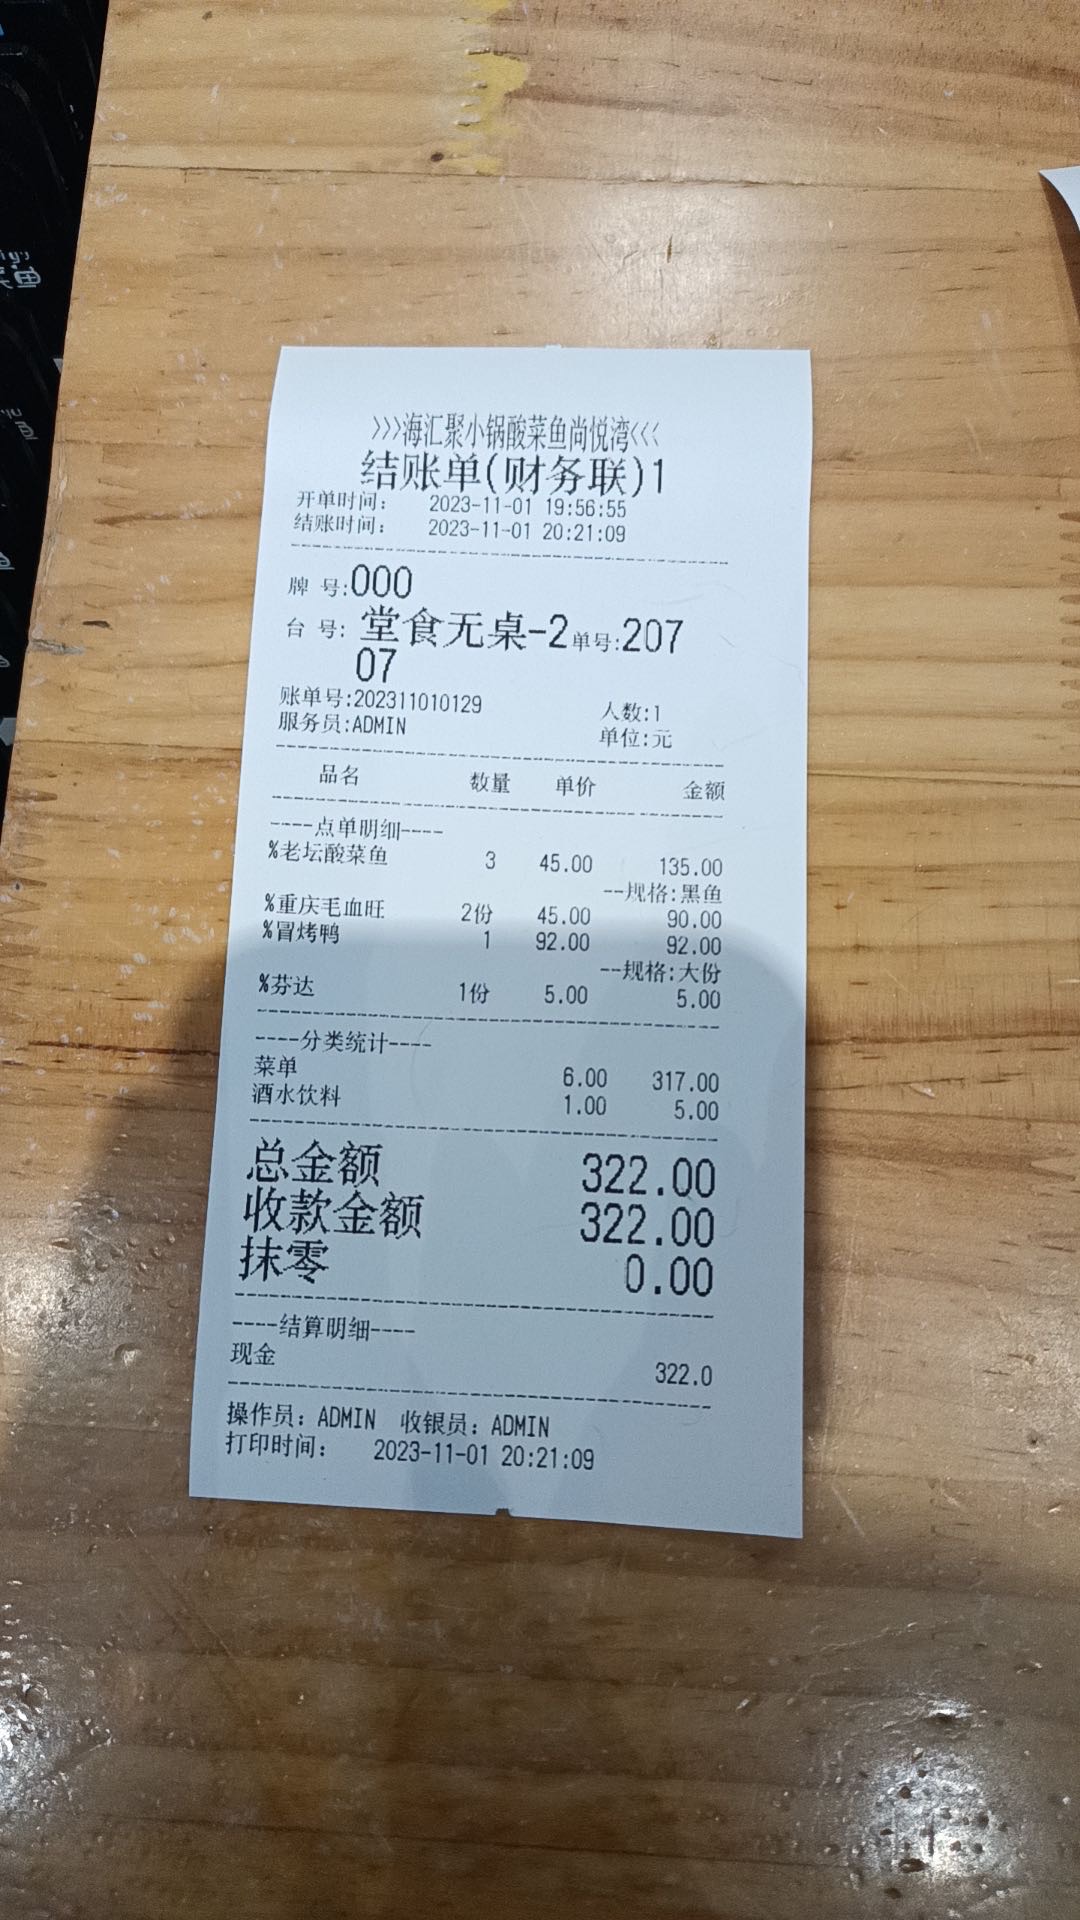 >>>海汇聚小锅酸菜鱼尚悦湾<<<
结账单(财务联)1
开单时间： 2023-11-01 19:56:55
结账时间： 2023-11-01 20:21:09
牌 号:000
台 号: 堂食无桌-2 单号:207
07
账单号:202311010129 人数:1
服务员:ADMIN 单位:元
品名 数量 单价 金额
----点单明细----
%老坛酸菜鱼 3 45.00 135.00
--规格:黑鱼
%重庆毛血旺 2份 45.00 90.00
%冒烤鸭 1 92.00 92.00
--规格:大份
%芬达 1份 5.00 5.00
----分类统计----
菜单 6.00 317.00
酒水饮料 1.00 5.00
总金额 322.00
收款金额 322.00
抹零 0.00
----结算明细----
现金 322.0
操作员：ADMIN 收银员：ADMIN
打印时间： 2023-11-01 20:21:09